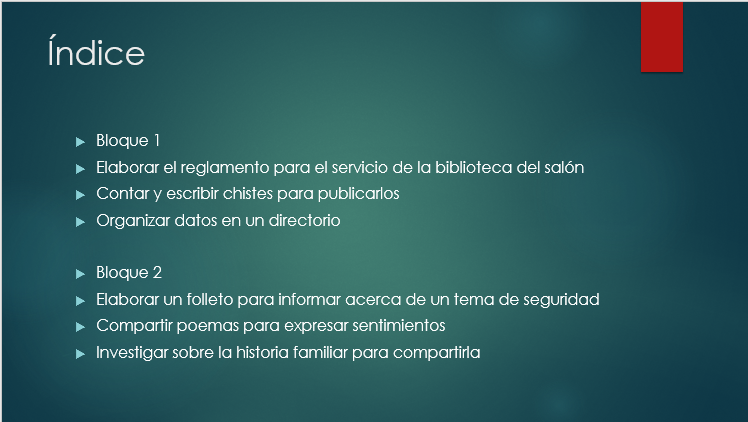 Índice
Bloque 1
Elaborar el reglamento para el servicio de la biblioteca del salón
Contar y escribir chistes para publicarlos
Organizar datos en un directorio
Bloque 2
Elaborar un folleto para informar acerca de un tema de seguridad
Compartir poemas para expresar sentimientos
Investigar sobre la historia familiar para compartirla